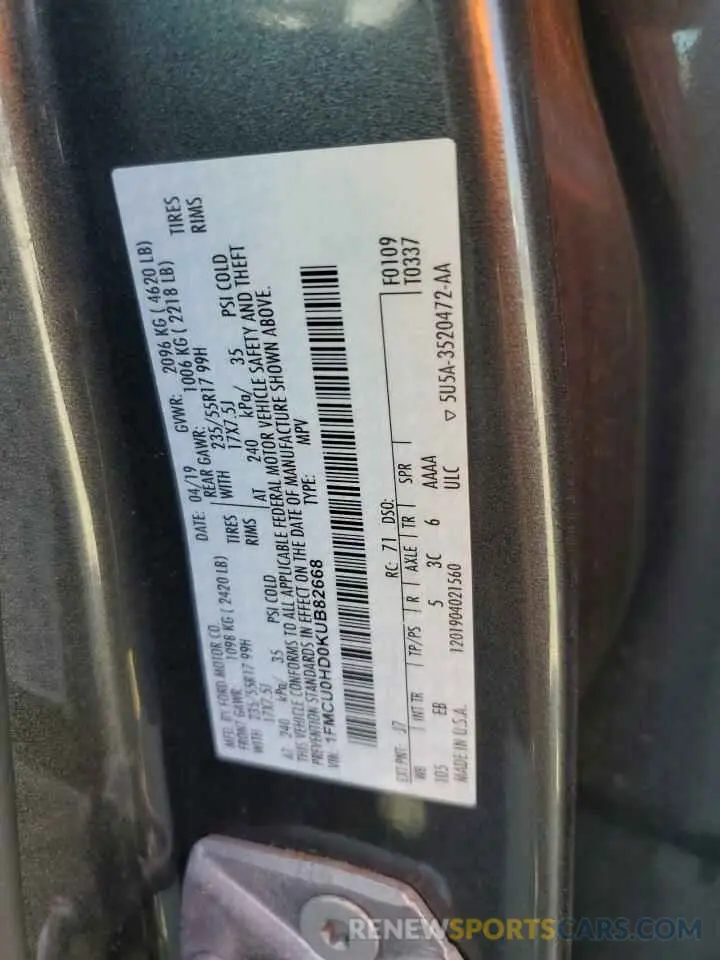 MFD. BY FORD MOTOR CO.
DATE: 04/19 GVWR: 2096 KG ( 4620 LB)
FRONT GAWR: 1098 KG ( 2420 LB) REAR GAWR: 1006 KG ( 2218 LB)
WITH 235/55R17 99H TIRES WITH 235/55R17 99H TIRES
17X7.5J RIMS 17X7.5J RIMS
AT 240 kPa/ 35 PSI COLD AT 240 kPa/ 35 PSI COLD
THIS VEHICLE CONFORMS TO ALL APPLICABLE FEDERAL MOTOR VEHICLE SAFETY AND THEFT
PREVENTION STANDARDS IN EFFECT ON THE DATE OF MANUFACTURE SHOWN ABOVE.
VIN: 1FMCU0HD0KUB82668 TYPE: MPV
EXT PNT: J7 RC: 71 DSO: F0109
WB INT TR TP/PS R AXLE TR SPR T0337
105 EB 5 3C 6 AAAA
MADE IN U.S.A. 1201904021560 ULC ▽ 5U5A-3520472-AA
RENEWSPORTSCARS.COM